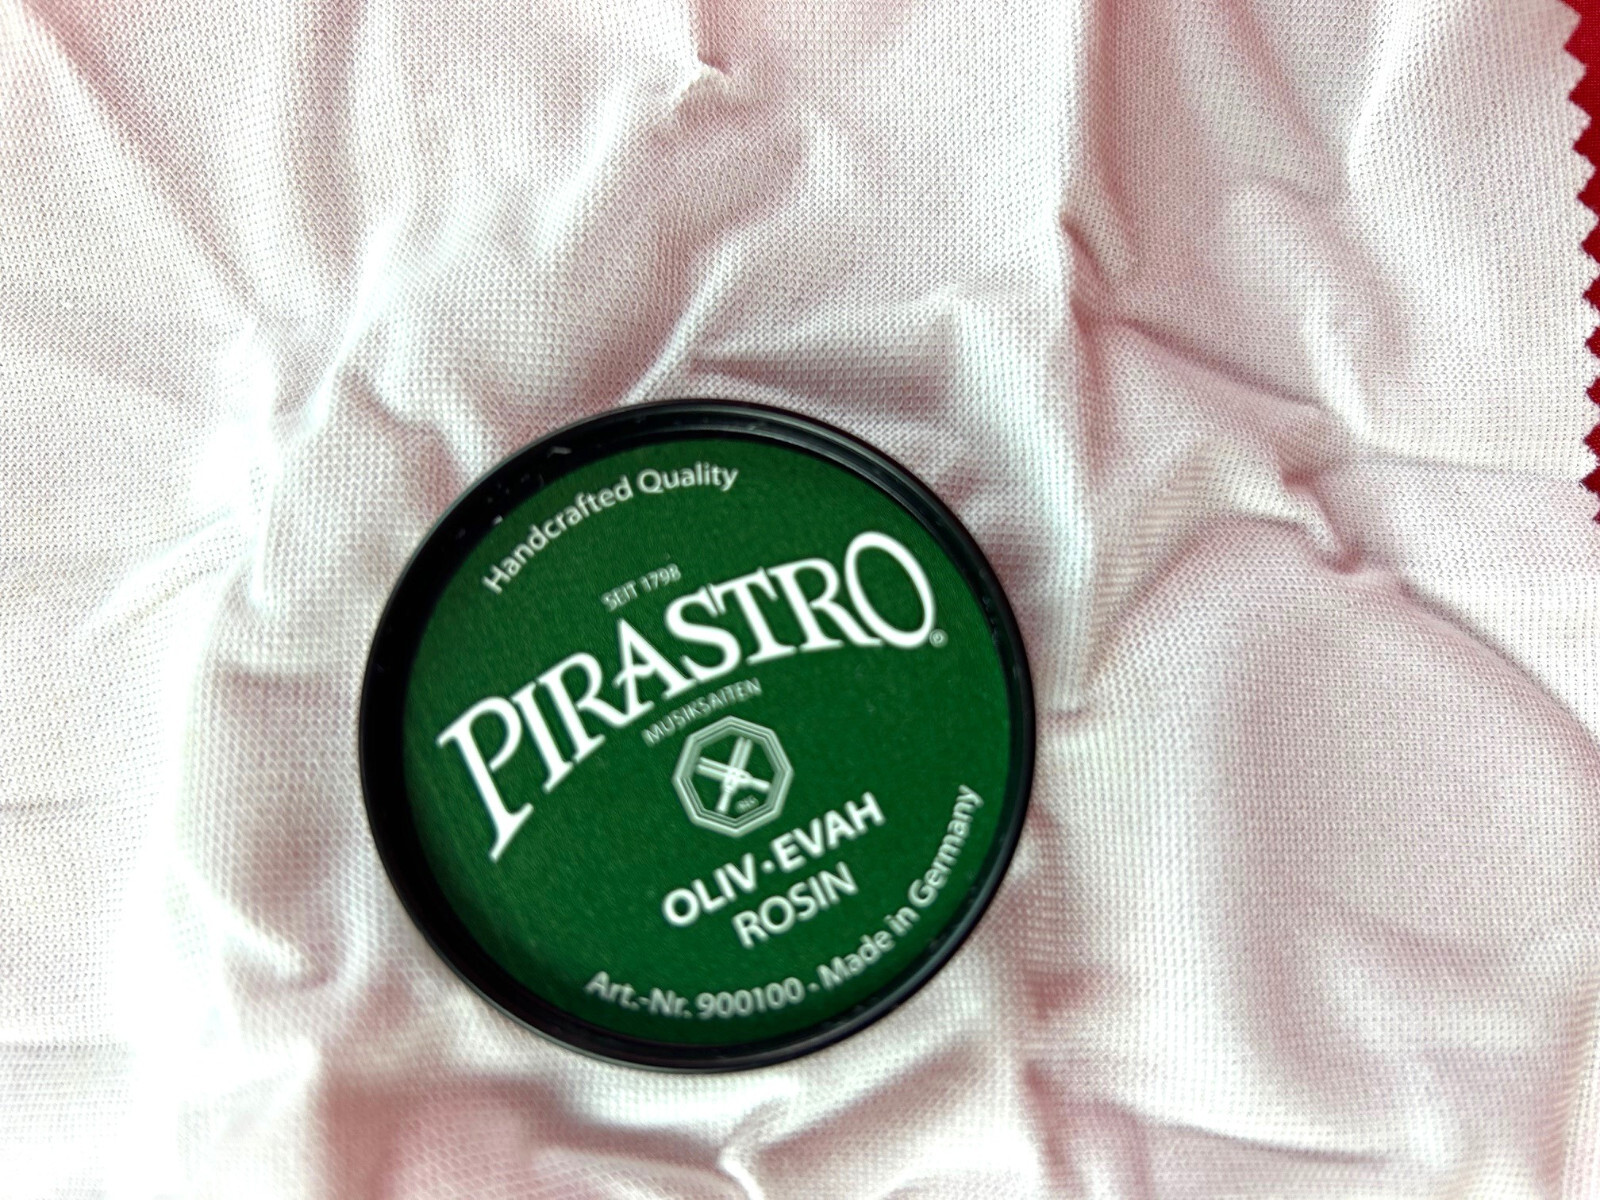 Handcrafted Quality
SEIT 1798
PIRASTRO®
MUSIKSAITEN
OLIV·EVAH
ROSIN
Art.-Nr. 900100 - Made in Germany